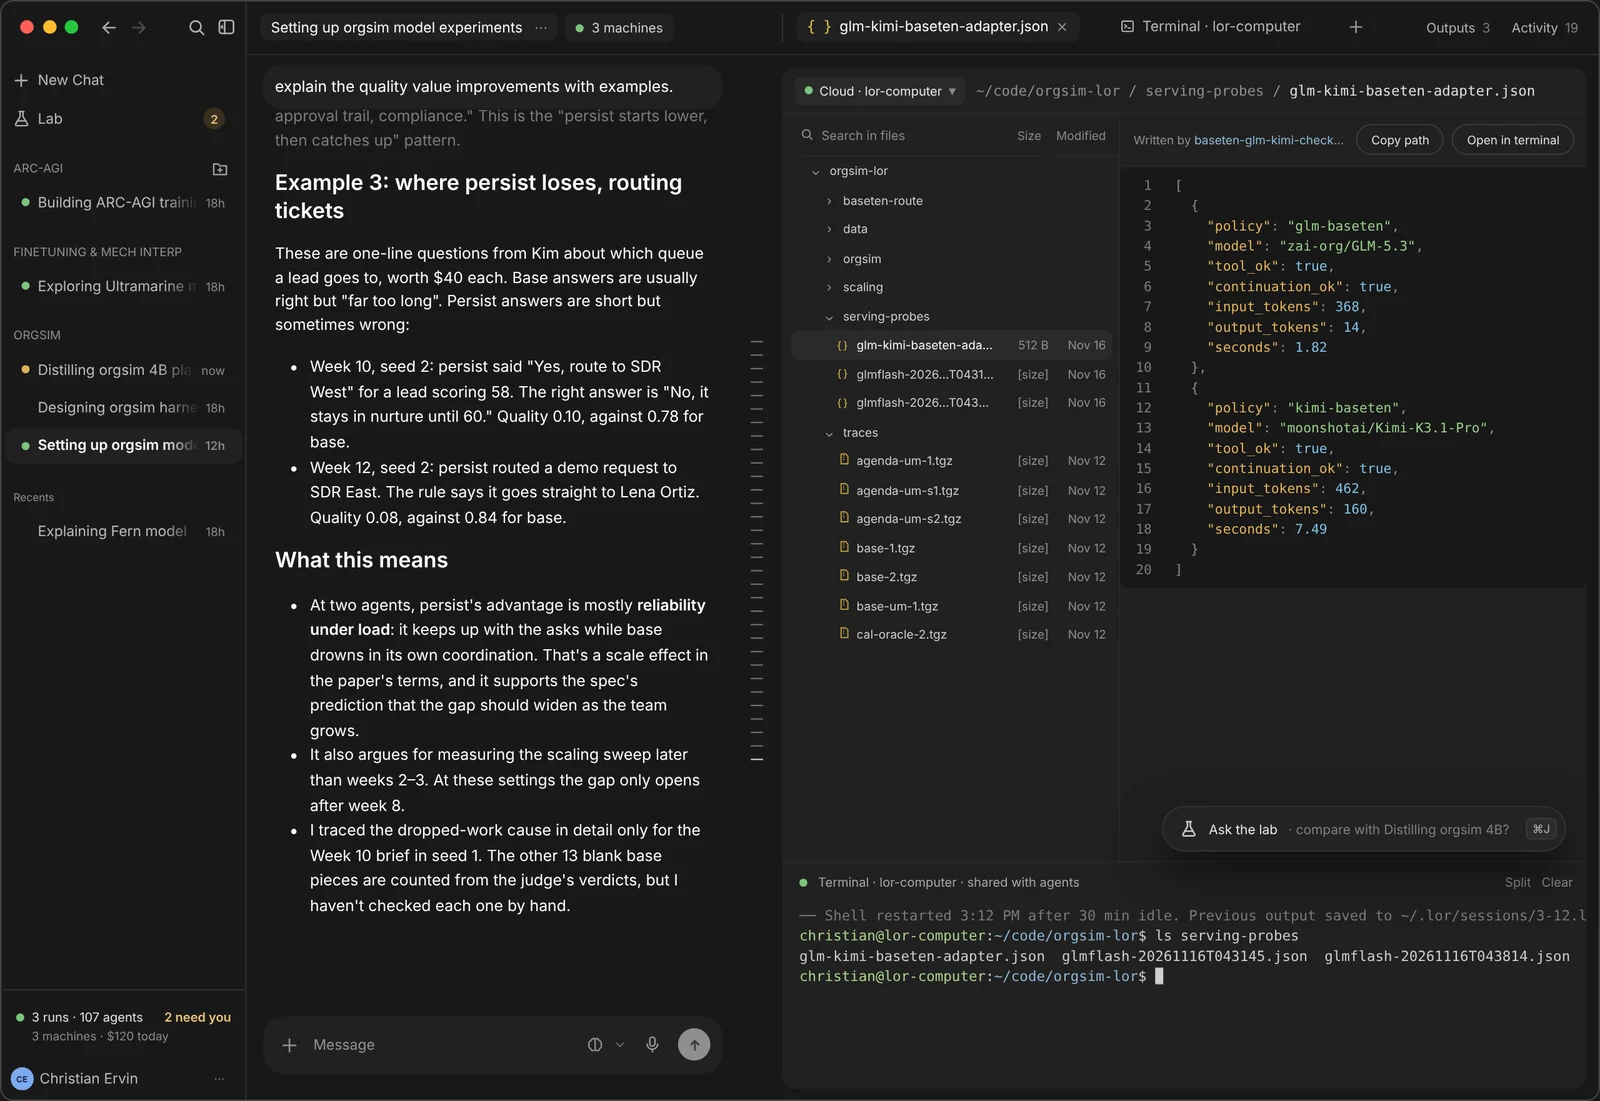 Setting up orgsim model experiments ···
3 machines
{ } glm-kimi-baseten-adapter.json ×
Terminal · lor-computer
Outputs 3
Activity 19
New Chat
Lab
2
ARC-AGI
Building ARC-AGI traini
18h
FINETUNING & MECH INTERP
Exploring Ultramarine
18h
ORGSIM
Distilling orgsim 4B pla
now
Designing orgsim harne
18h
Setting up orgsim mod
12h
Recents
Explaining Fern model
18h
3 runs · 107 agents
2 need you
3 machines · $120 today
CE
Christian Ervin
···
explain the quality value improvements with examples.
approval trail, compliance." This is the "persist starts lower,
then catches up" pattern.
Example 3: where persist loses, routing
tickets
These are one-line questions from Kim about which queue
a lead goes to, worth $40 each. Base answers are usually
right but "far too long". Persist answers are short but
sometimes wrong:
• Week 10, seed 2: persist said "Yes, route to SDR
West" for a lead scoring 58. The right answer is "No, it
stays in nurture until 60." Quality 0.10, against 0.78 for
base.
• Week 12, seed 2: persist routed a demo request to
SDR East. The rule says it goes straight to Lena Ortiz.
Quality 0.08, against 0.84 for base.
What this means
• At two agents, persist's advantage is mostly reliability
under load: it keeps up with the asks while base
drowns in its own coordination. That's a scale effect in
the paper's terms, and it supports the spec's
prediction that the gap should widen as the team
grows.
• It also argues for measuring the scaling sweep later
than weeks 2–3. At these settings the gap only opens
after week 8.
• I traced the dropped-work cause in detail only for the
Week 10 brief in seed 1. The other 13 blank base
pieces are counted from the judge's verdicts, but I
haven't checked each one by hand.
Message
Cloud · lor-computer
~/code/orgsim-lor / serving-probes / glm-kimi-baseten-adapter.json
Search in files
Size
Modified
orgsim-lor
baseten-route
data
orgsim
scaling
serving-probes
{} glm-kimi-baseten-ada... 512 B Nov 16
{} glmflash-2026...T0431... [size] Nov 16
{} glmflash-2026...T043... [size] Nov 16
traces
agenda-um-1.tgz [size] Nov 12
agenda-um-s1.tgz [size] Nov 12
agenda-um-s2.tgz [size] Nov 12
base-1.tgz [size] Nov 12
base-2.tgz [size] Nov 12
base-um-1.tgz [size] Nov 12
cal-oracle-2.tgz [size] Nov 12
Written by baseten-glm-kimi-check...
Copy path
Open in terminal
1 [
2 {
3 "policy": "glm-baseten",
4 "model": "zai-org/GLM-5.3",
5 "tool_ok": true,
6 "continuation_ok": true,
7 "input_tokens": 368,
8 "output_tokens": 14,
9 "seconds": 1.82
10 },
11 {
12 "policy": "kimi-baseten",
13 "model": "moonshotai/Kimi-K3.1-Pro",
14 "tool_ok": true,
15 "continuation_ok": true,
16 "input_tokens": 462,
17 "output_tokens": 160,
18 "seconds": 7.49
19 }
20 ]
Ask the lab · compare with Distilling orgsim 4B? ⌘J
Terminal · lor-computer · shared with agents
Split
Clear
── Shell restarted 3:12 PM after 30 min idle. Previous output saved to ~/.lor/sessions/3-12.l
christian@lor-computer:~/code/orgsim-lor$ ls serving-probes
glm-kimi-baseten-adapter.json glmflash-20261116T043145.json glmflash-20261116T043814.json
christian@lor-computer:~/code/orgsim-lor$